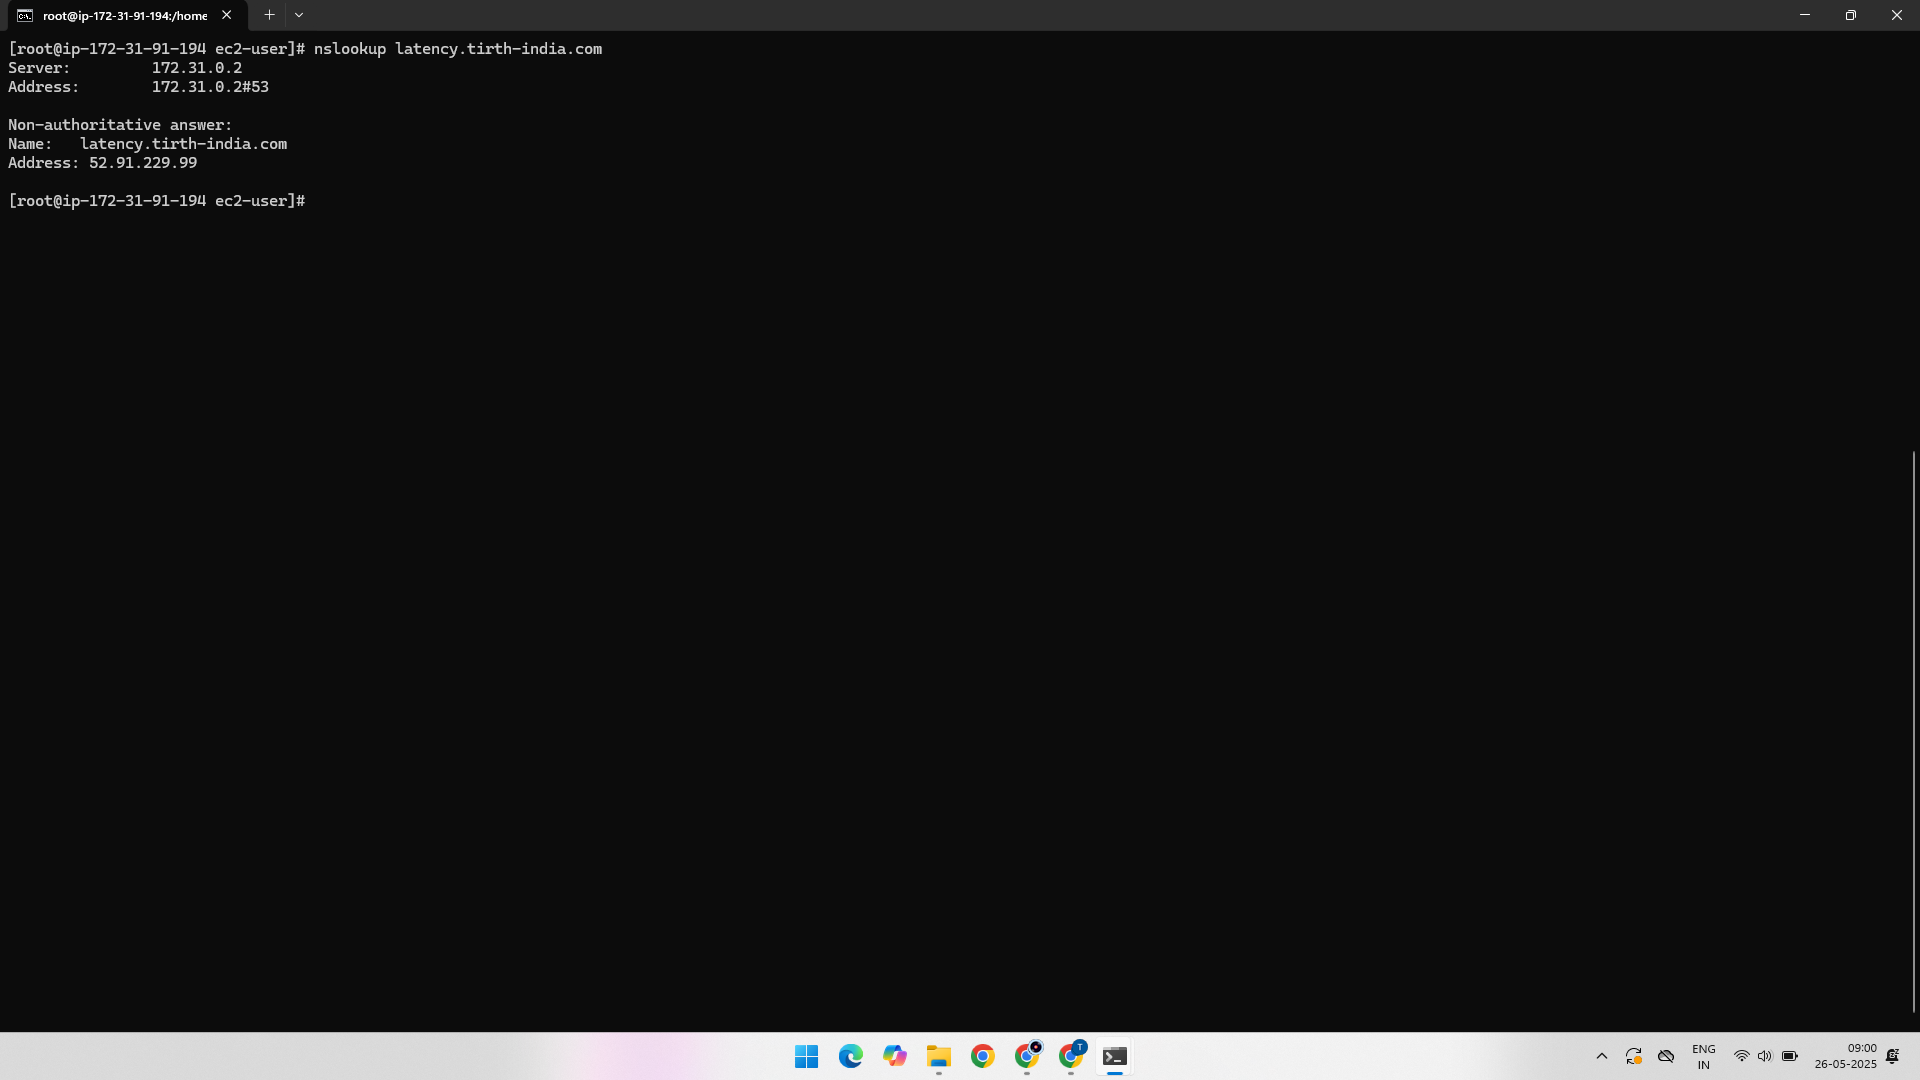 root@ip-172-31-91-194:/home
[root@ip-172-31-91-194 ec2-user]# nslookup latency.tirth-india.com
Server:         172.31.0.2
Address:        172.31.0.2#53
Non-authoritative answer:
Name:   latency.tirth-india.com
Address: 52.91.229.99
[root@ip-172-31-91-194 ec2-user]#
T
ENG
IN
09:00
26-05-2025